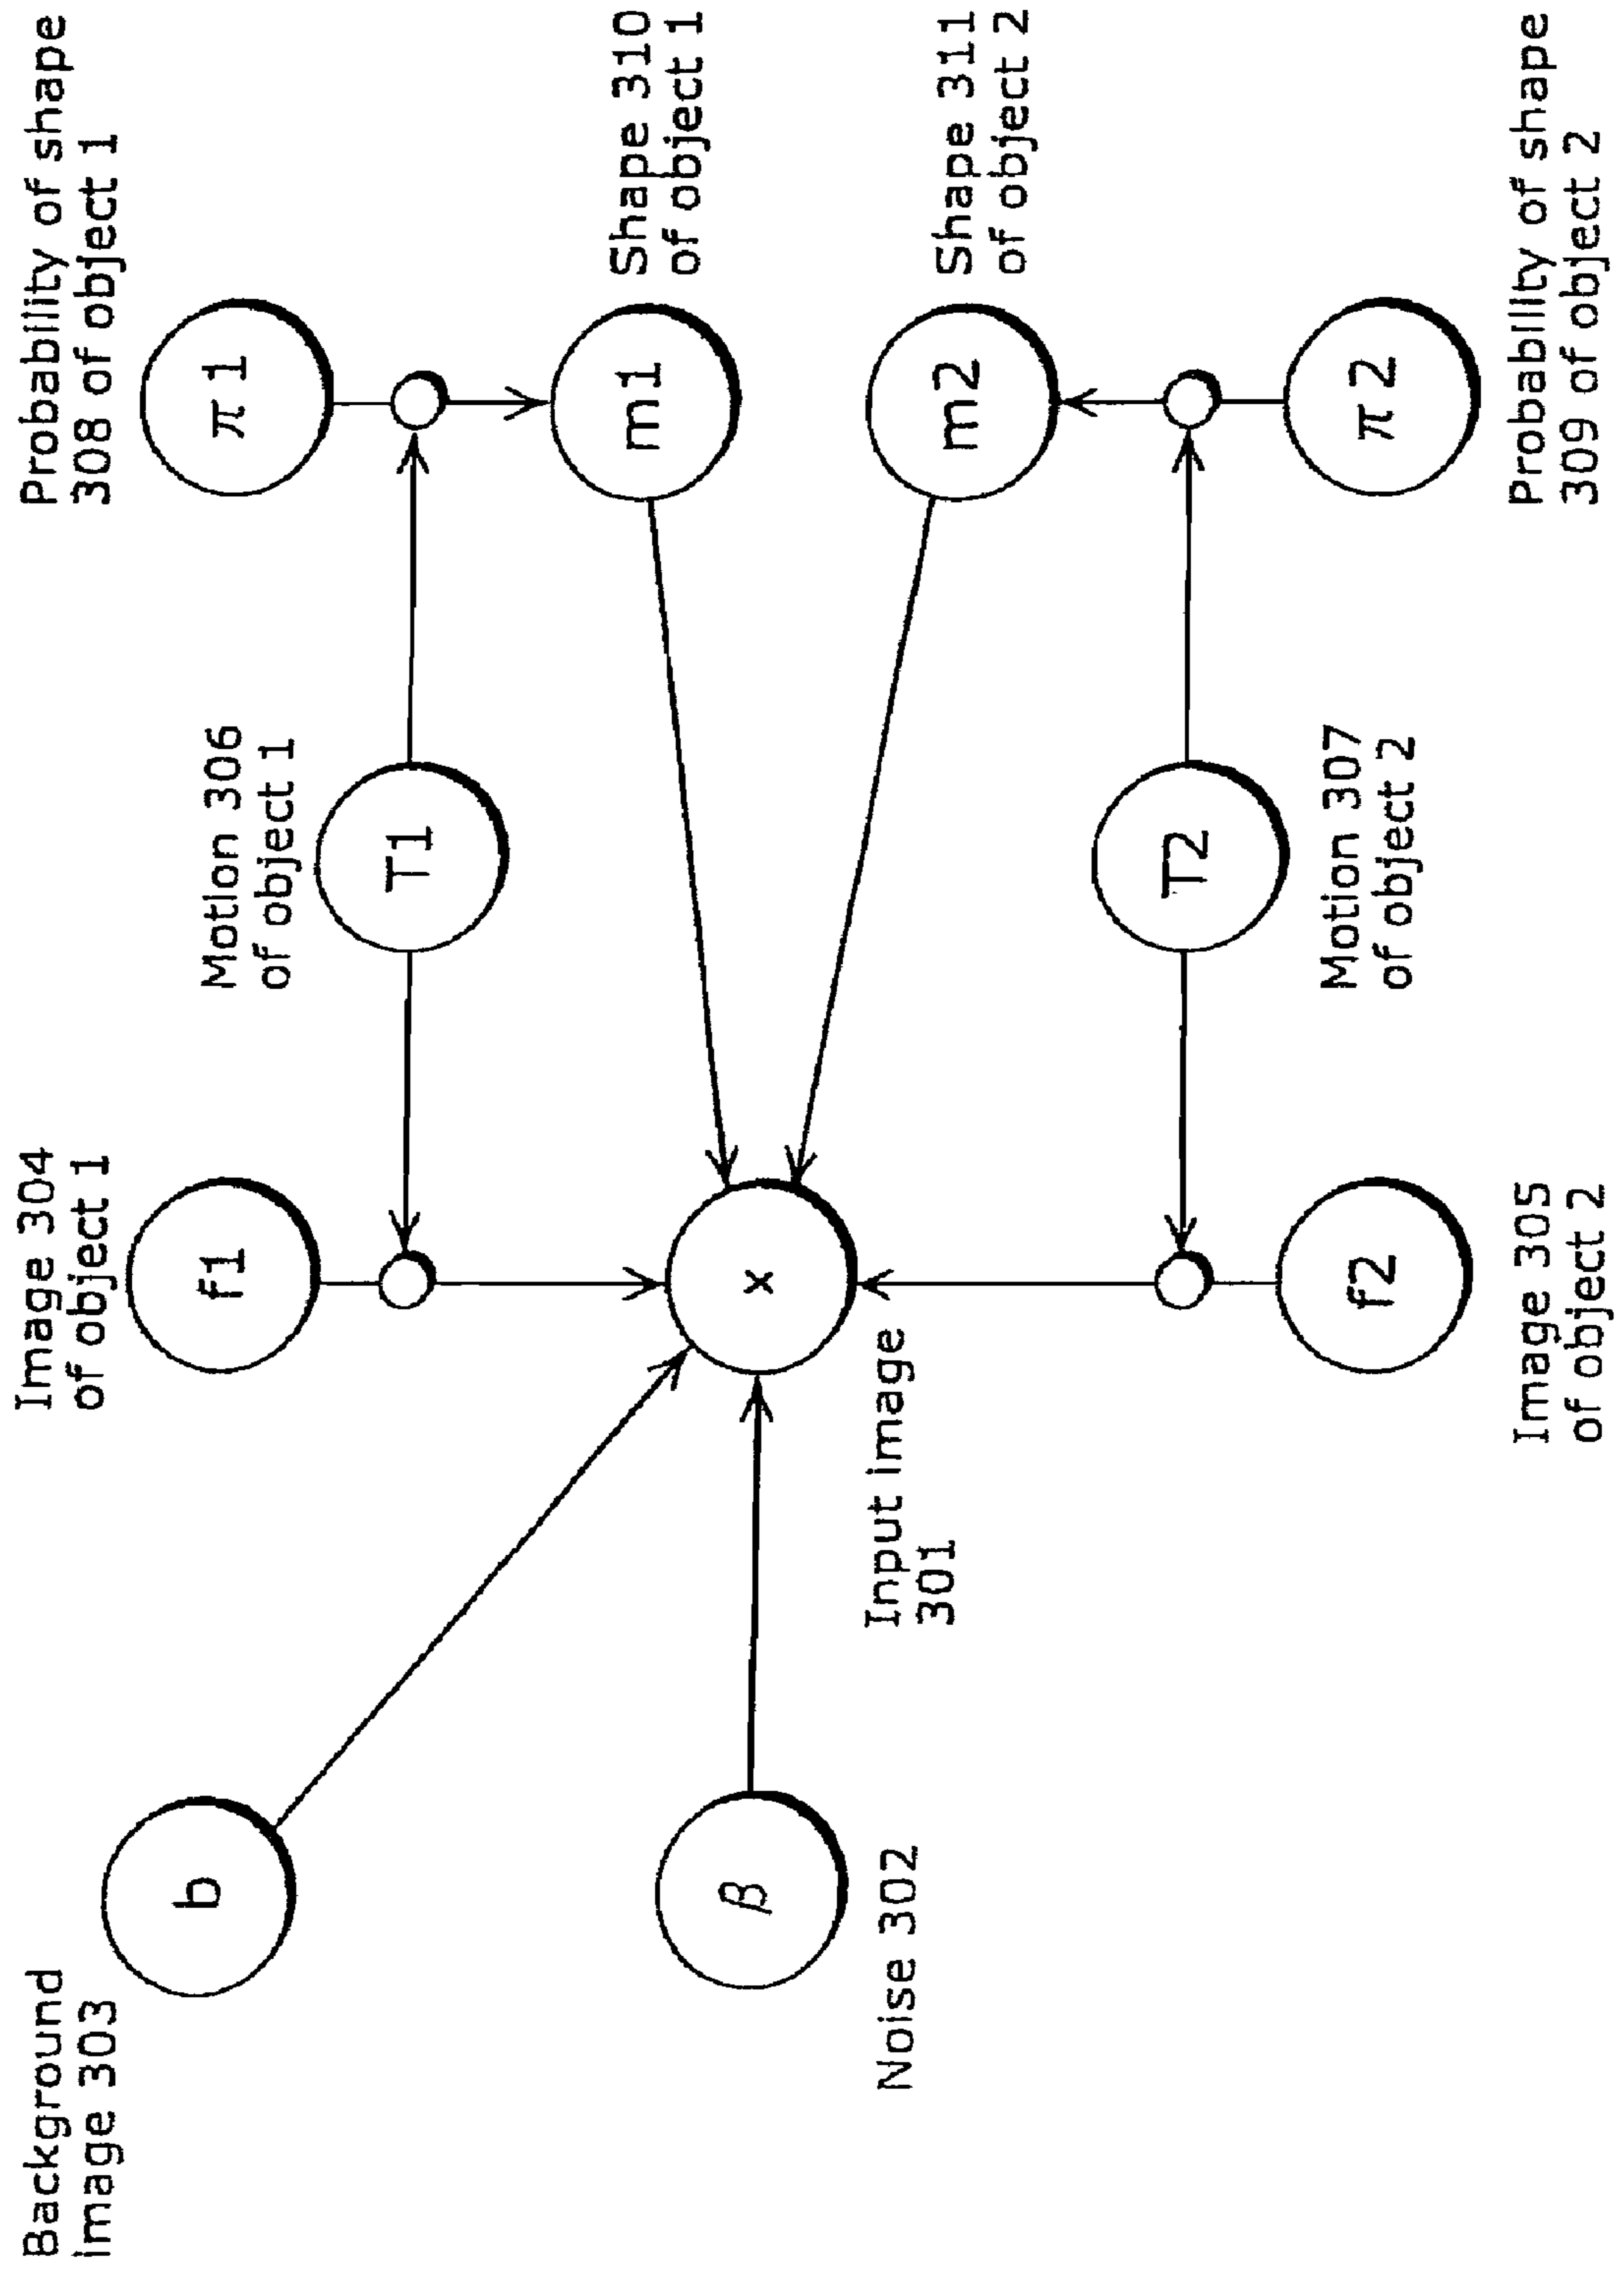 Background
image 303
b
Image 304
of object 1
f1
Motion 306
of object 1
T1
Probability of shape
308 of object 1
π 1
β
Noise 302
x
Input image
301
m1
Shape 310
of object 1
m2
Shape 311
of object 2
f2
Image 305
of object 2
T2
Motion 307
of object 2
π 2
Probability of shape
309 of object 2